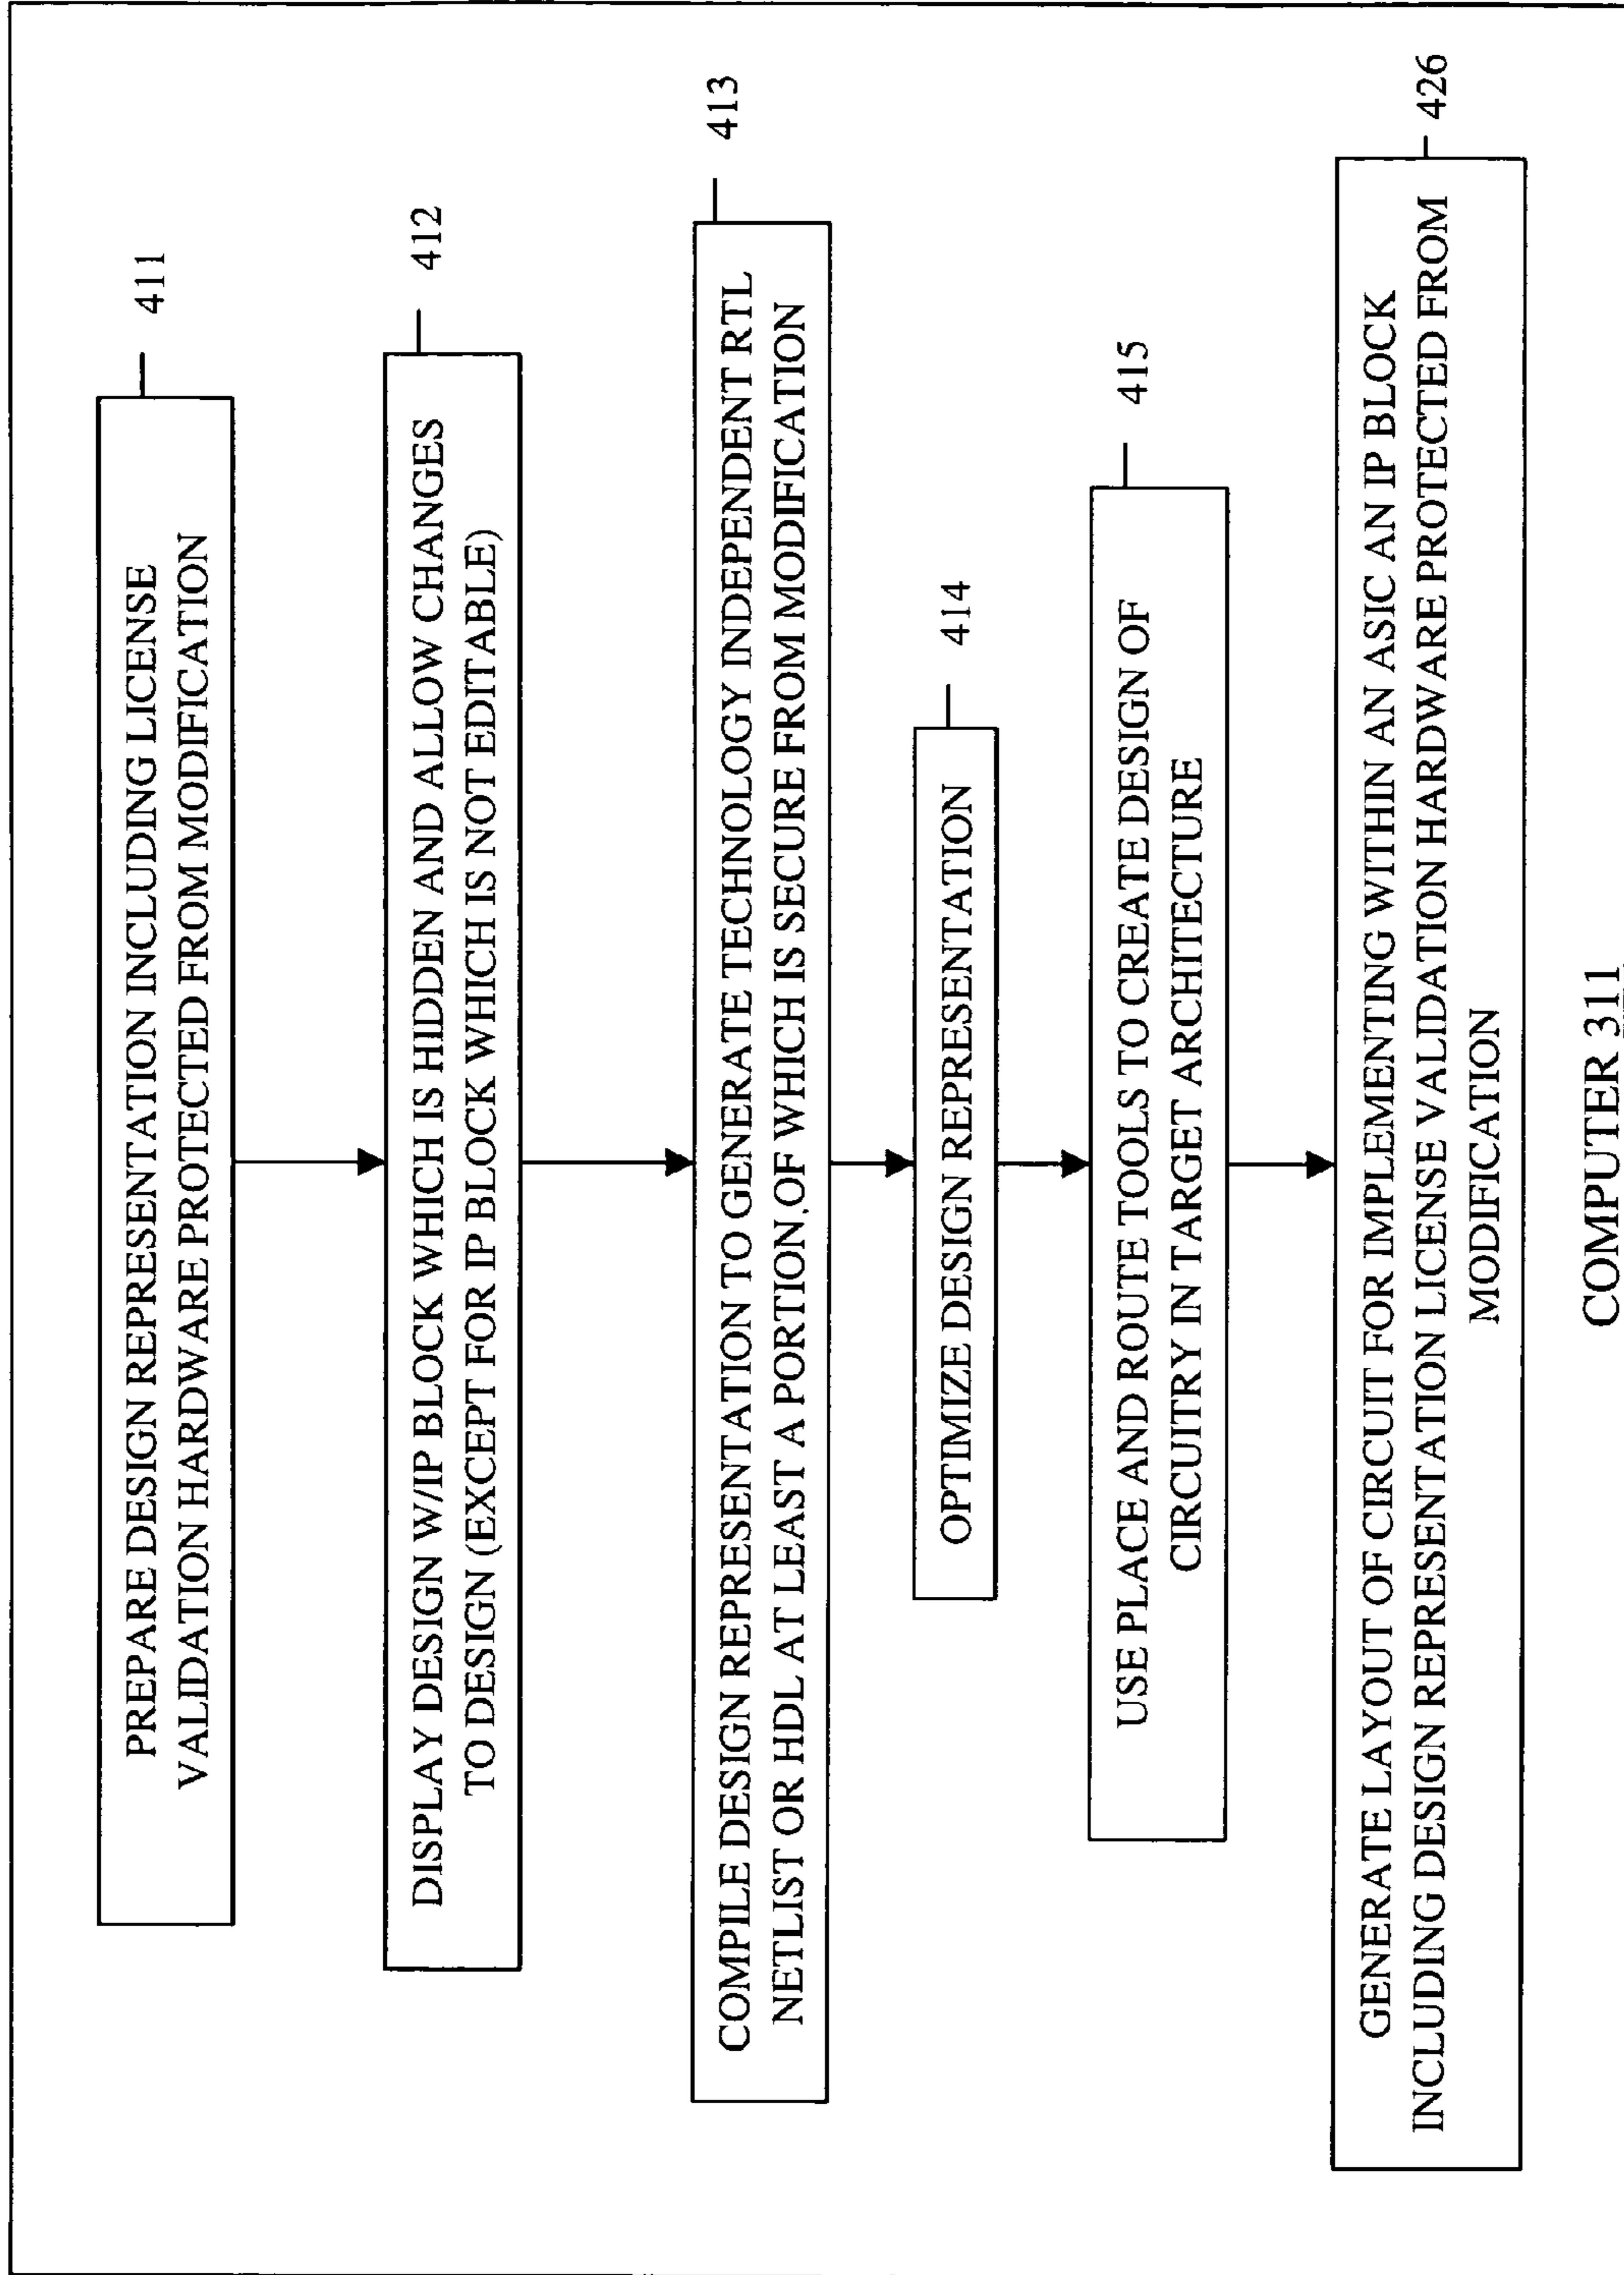 PREPARE DESIGN REPRESENTATION INCLUDING LICENSE
VALIDATION HARDWARE PROTECTED FROM MODIFICATION
411
DISPLAY DESIGN W/IP BLOCK WHICH IS HIDDEN AND ALLOW CHANGES
TO DESIGN (EXCEPT FOR IP BLOCK WHICH IS NOT EDITABLE)
412
COMPILE DESIGN REPRESENTATION TO GENERATE TECHNOLOGY INDEPENDENT RTL
NETLIST OR HDL AT LEAST A PORTION OF WHICH IS SECURE FROM MODIFICATION
413
OPTIMIZE DESIGN REPRESENTATION
414
USE PLACE AND ROUTE TOOLS TO CREATE DESIGN OF
CIRCUITRY IN TARGET ARCHITECTURE
415
GENERATE LAYOUT OF CIRCUIT FOR IMPLEMENTING WITHIN AN ASIC AN IP BLOCK
INCLUDING DESIGN REPRESENTATION LICENSE VALIDATION HARDWARE PROTECTED FROM
MODIFICATION
426
COMPUTER 311